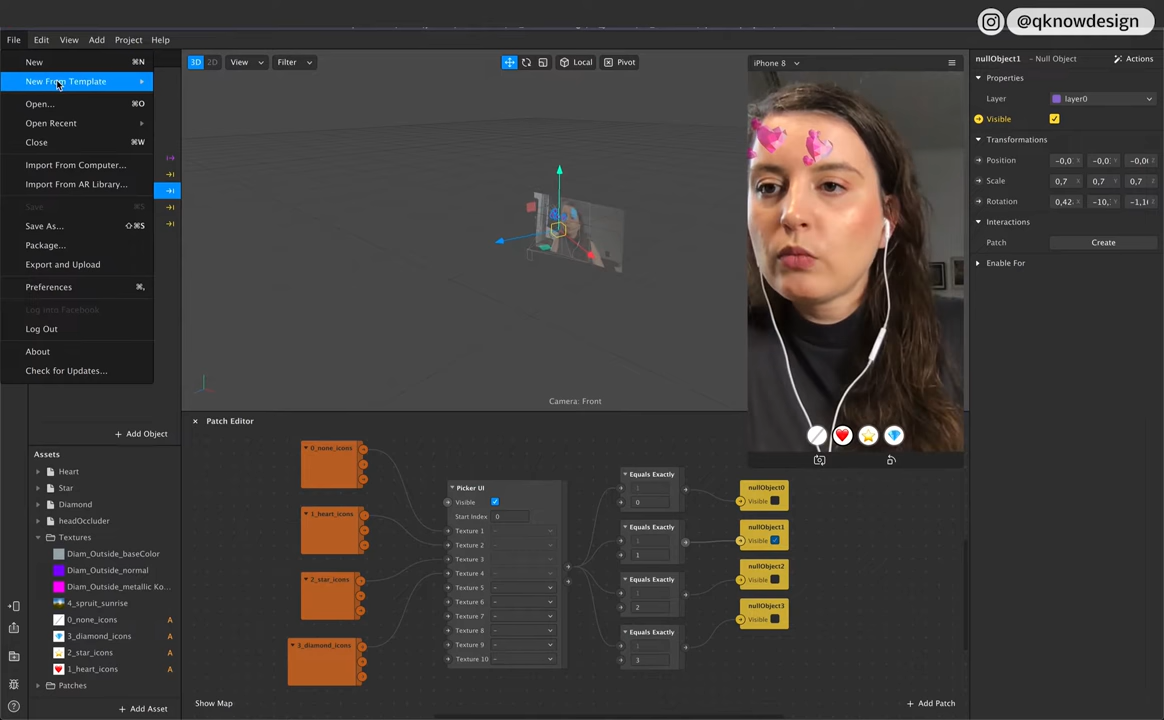 @qknowdesign
File Edit View Add Project Help
New ⌘N
New From Template
Open... ⌘O
Open Recent
Close ⌘W
Import From Computer...
Import From AR Library...
Save ⌘S
Save As... ⇧⌘S
Package...
Export and Upload
Preferences ⌘,
Log Into Facebook
Log Out
About
Check for Updates...
3D 2D View Filter Local Pivot
Camera: Front
iPhone 8
nullObject1 - Null Object Actions
Properties
Layer layer0
Visible
Transformations
Position -0,0 X -0,0 Y -0,0 Z
Scale 0,7 X 0,7 Y 0,7 Z
Rotation 0,42 X -10, Y -1,1 Z
Interactions
Patch Create
Enable For
+ Add Object
Assets
Heart
Star
Diamond
headOccluder
Textures
Diam_Outside_baseColor
Diam_Outside_normal
Diam_Outside_metallic Ko...
4_spruit_sunrise
0_none_icons A
3_diamond_icons A
2_star_icons A
1_heart_icons A
Patches
+ Add Asset
× Patch Editor
0_none_icons
1_heart_icons
2_star_icons
3_diamond_icons
Picker UI
Visible
Start Index 0
Texture 1 -
Texture 2 -
Texture 3 -
Texture 4 -
Texture 5 -
Texture 6 -
Texture 7 -
Texture 8 -
Texture 9 -
Texture 10 -
Equals Exactly
1
0
Equals Exactly
1
1
Equals Exactly
1
2
Equals Exactly
1
3
nullObject0
Visible
nullObject1
Visible
nullObject2
Visible
nullObject3
Visible
Show Map
+ Add Patch